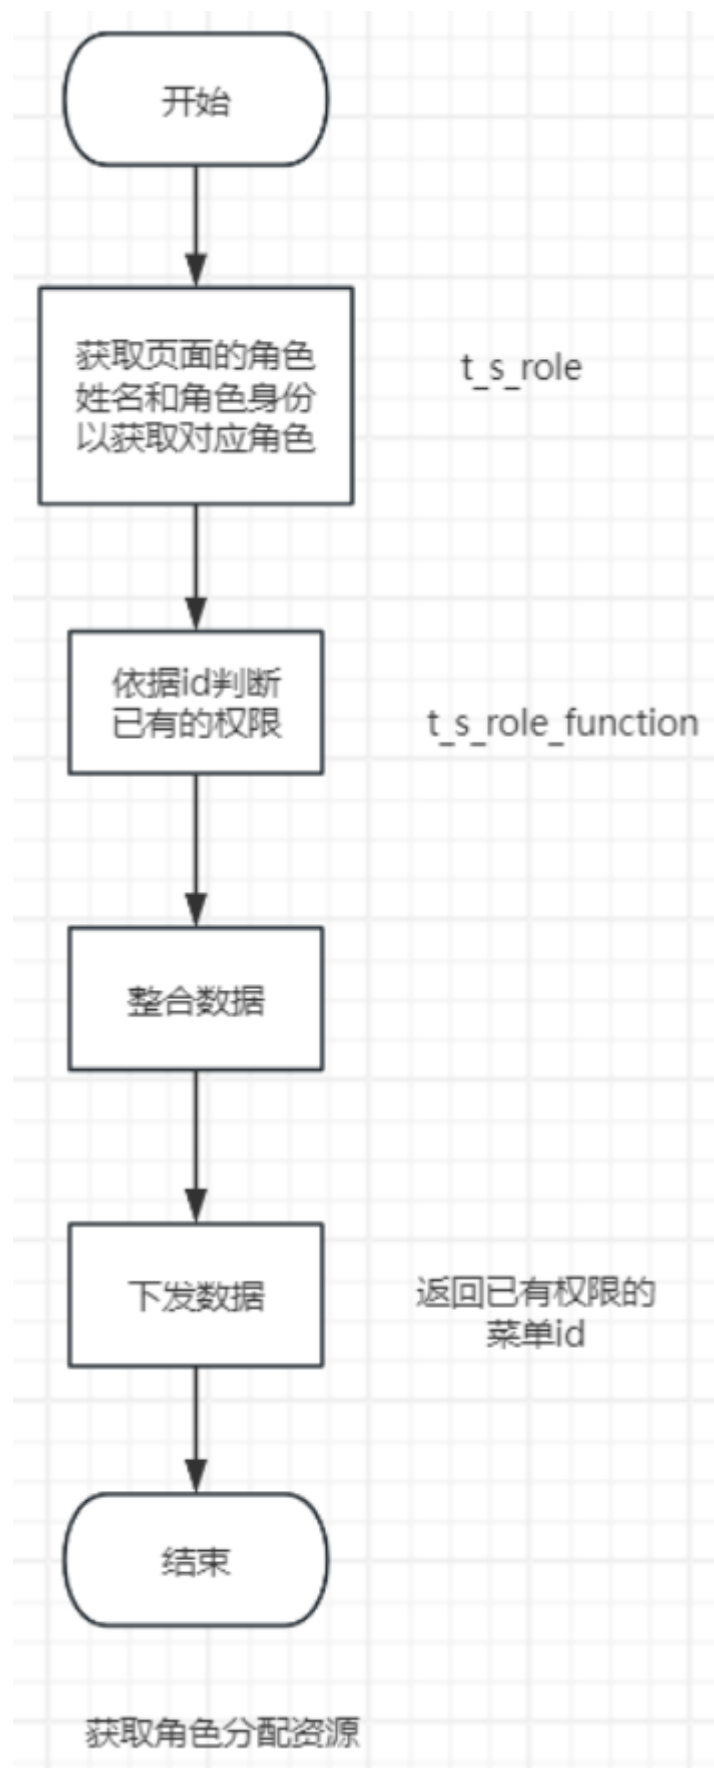 开始
获取页面的角色
姓名和角色身份
以获取对应角色
t_s_role
依据id判断
已有的权限
t_s_role_function
整合数据
下发数据
返回已有权限的
菜单id
结束
获取角色分配资源